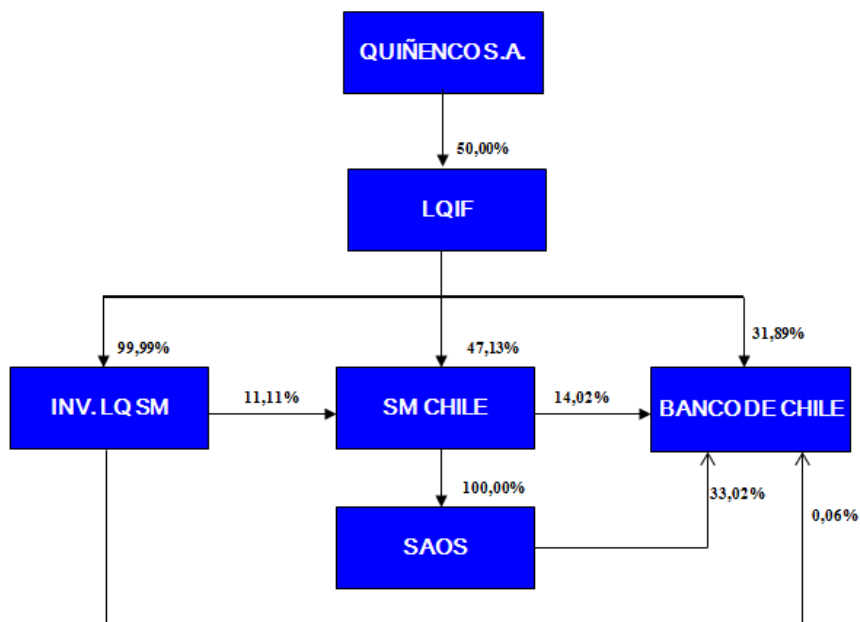 QUIÑENCO S.A.
50,00%
LQIF
99,99%
47,13%
31,89%
INV. LQ SM
11,11%
SM CHILE
14,02%
BANCO DE CHILE
100,00%
33,02%
0,06%
SAOS